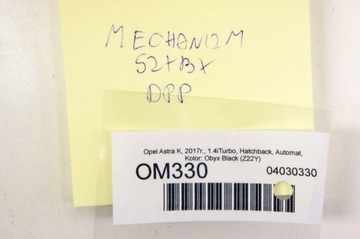 MECHANIZM
SZYBY
DPP
Opel Astra K, 2017r., 1.4iTurbo, Hatchback, Automat,
Kolor: Obyx Black (Z22Y)
OM330
04030330